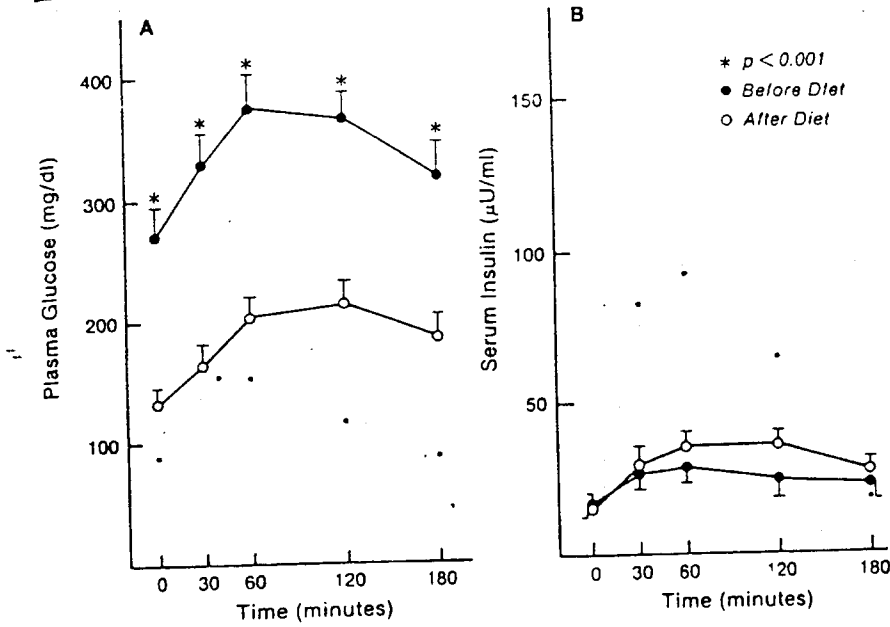 A
400
300
200
100
Plasma Glucose (mg/dl)
0 30 60 120 180
Time (minutes)
B
* p < 0.001
● Before Diet
○ After Diet
150
100
50
Serum Insulin (μU/ml)
0 30 60 120 180
Time (minutes)